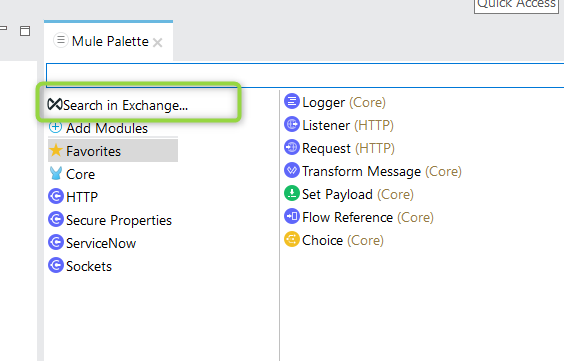 Quick Access
Mule Palette
Search in Exchange...
Add Modules
Favorites
Core
HTTP
Secure Properties
ServiceNow
Sockets
Logger (Core)
Listener (HTTP)
Request (HTTP)
Transform Message (Core)
Set Payload (Core)
Flow Reference (Core)
Choice (Core)